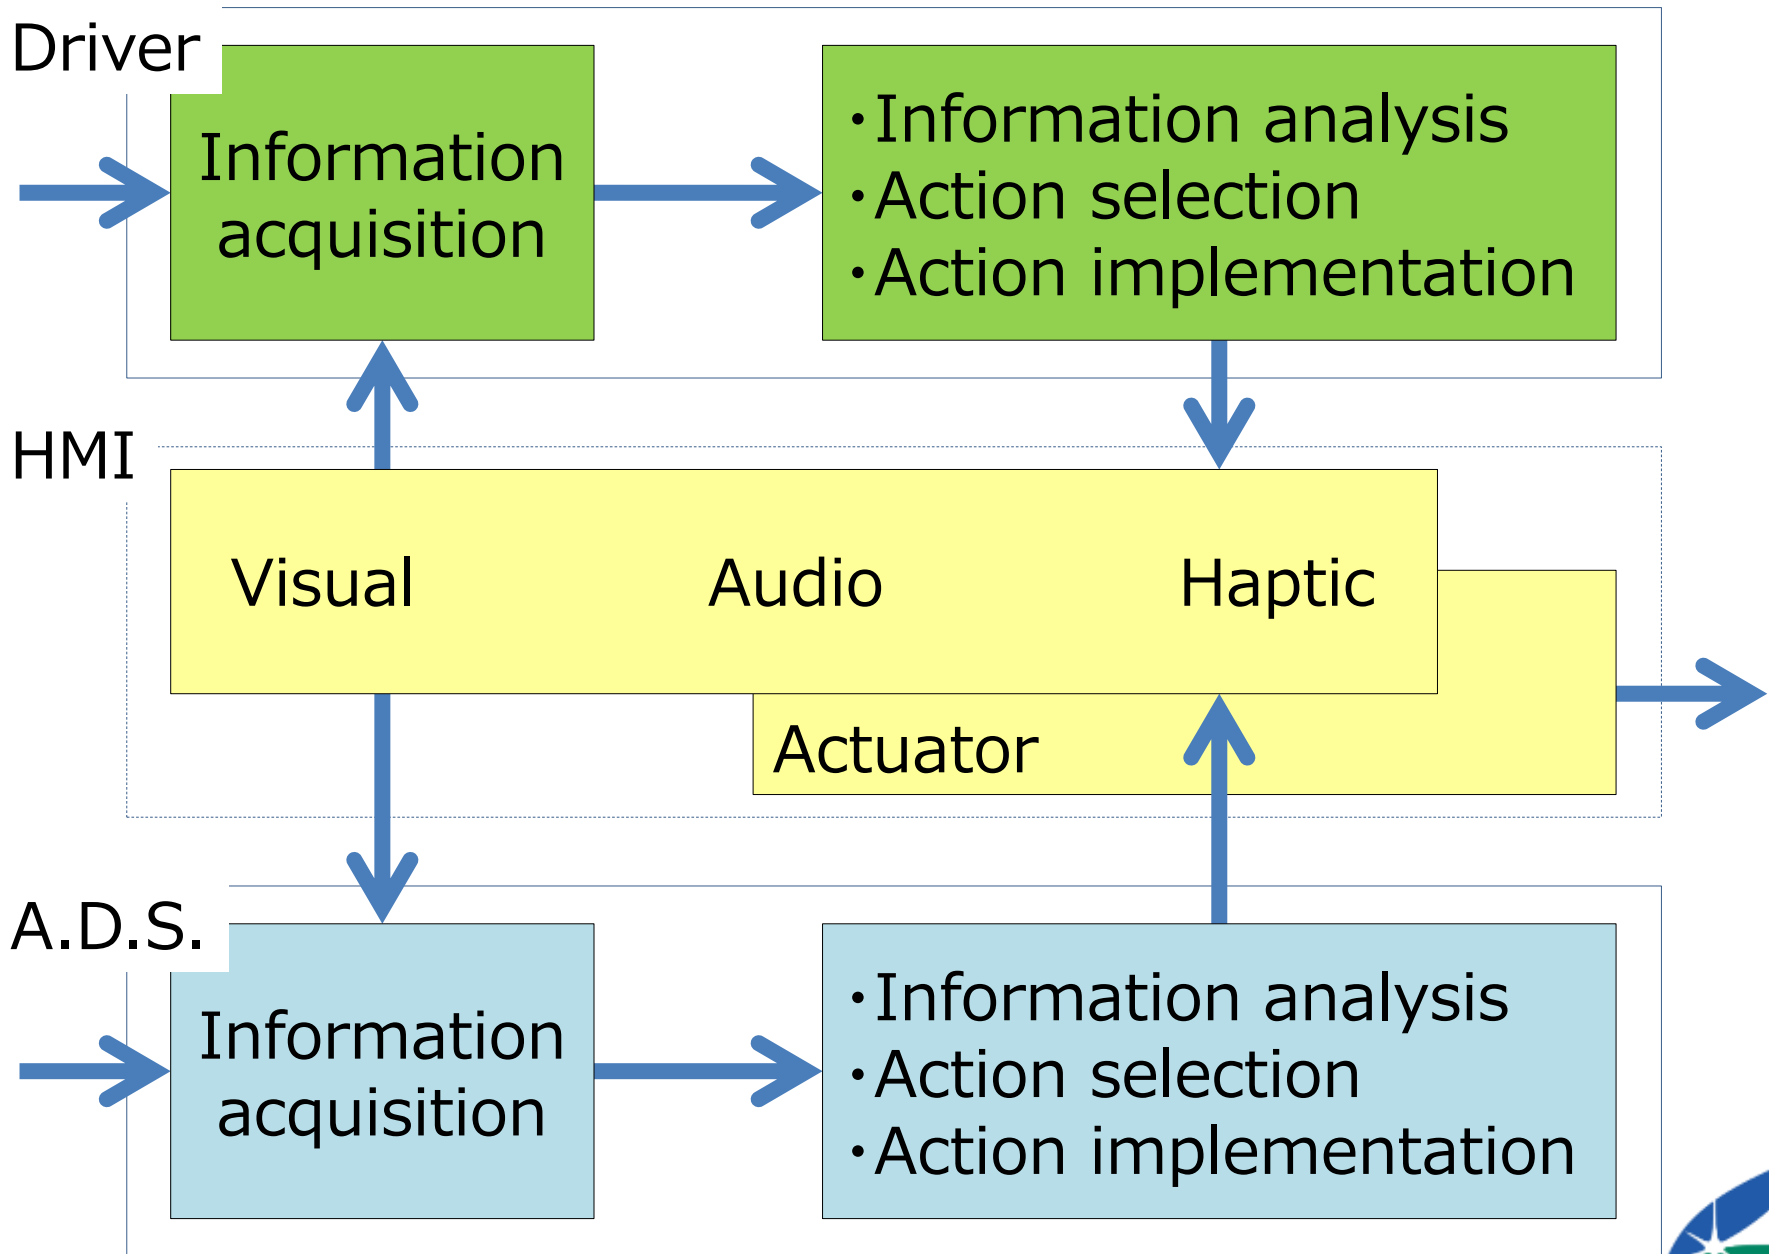 Driver
Information
acquisition
・Information analysis
・Action selection
・Action implementation
HMI
Visual
Audio
Haptic
Actuator
A.D.S.
Information
acquisition
・Information analysis
・Action selection
・Action implementation